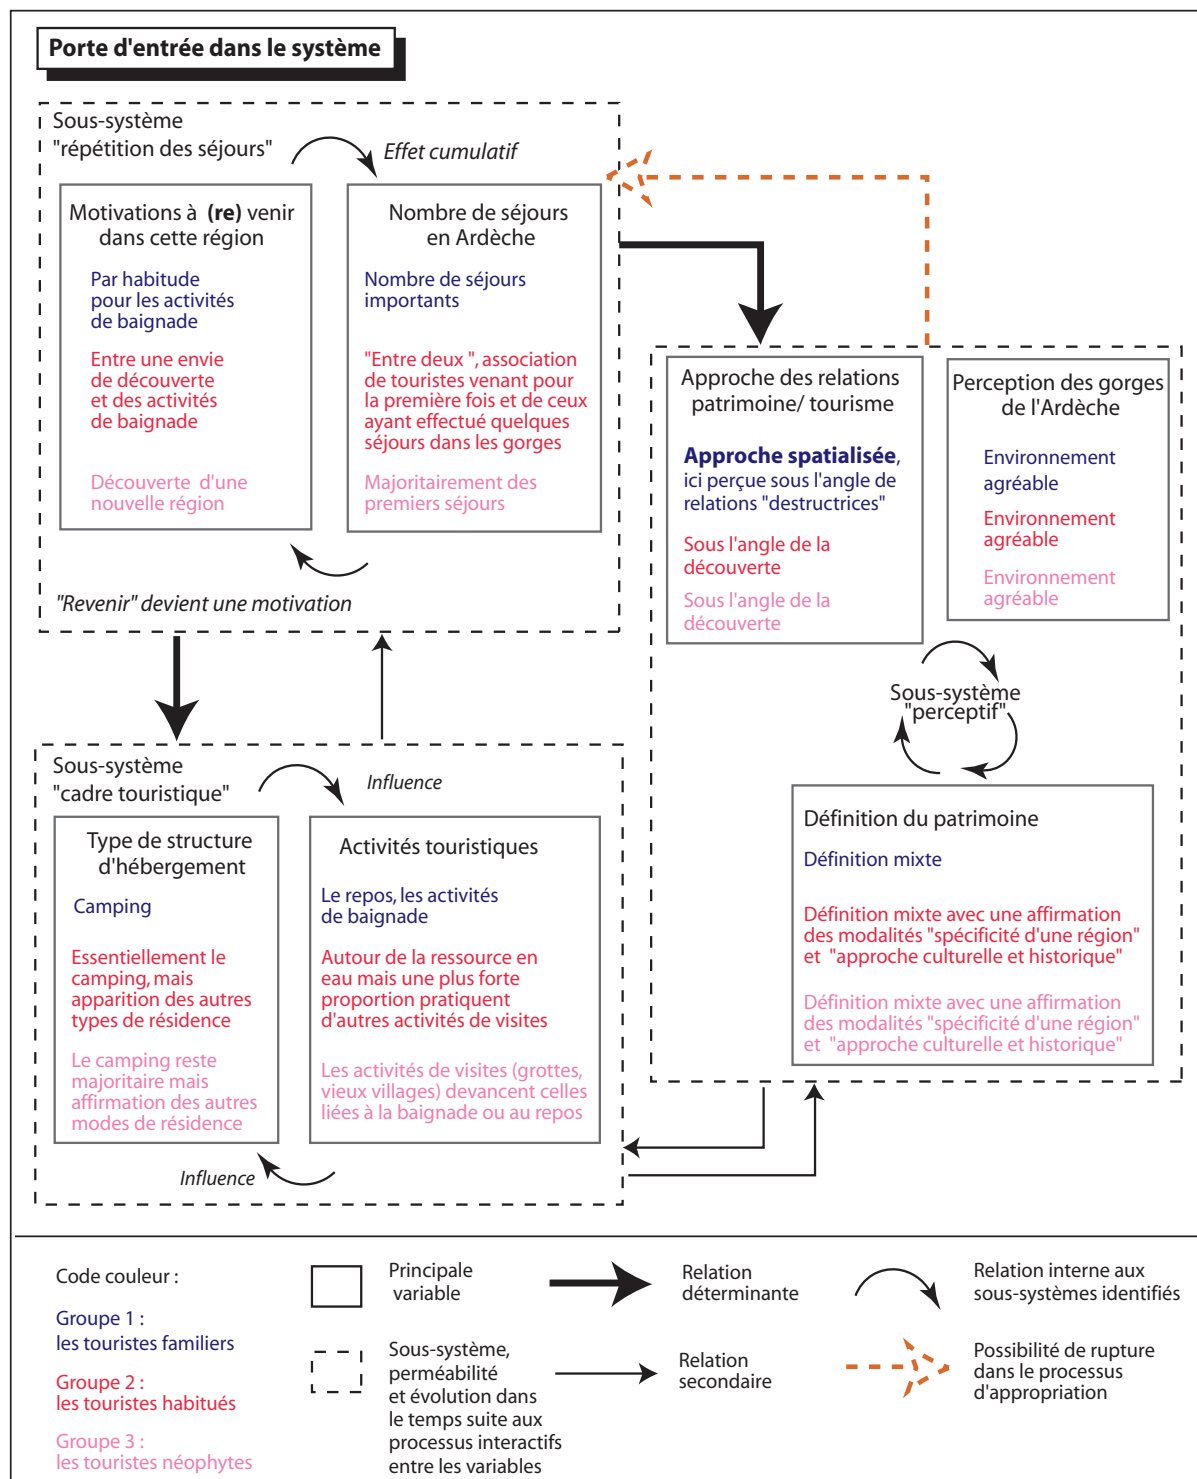 Porte d'entrée dans le système
Sous-système
"répétition des séjours"
Effet cumulatif
Motivations à (re) venir
dans cette région
Par habitude
pour les activités
de baignade
Entre une envie
de découverte
et des activités
de baignade
Découverte d'une
nouvelle région
Nombre de séjours
en Ardèche
Nombre de séjours
importants
"Entre deux ", association
de touristes venant pour
la première fois et de ceux
ayant effectué quelques
séjours dans les gorges
Majoritairement des
premiers séjours
"Revenir" devient une motivation
Approche des relations
patrimoine/ tourisme
Approche spatialisée,
ici perçue sous l'angle de
relations "destructrices"
Sous l'angle de la
découverte
Sous l'angle de la
découverte
Perception des gorges
de l'Ardèche
Environnement
agréable
Environnement
agréable
Environnement
agréable
Sous-système
"perceptif"
Définition du patrimoine
Définition mixte
Définition mixte avec une affirmation
des modalités "spécificité d'une région"
et "approche culturelle et historique"
Définition mixte avec une affirmation
des modalités "spécificité d'une région"
et "approche culturelle et historique"
Sous-système
"cadre touristique"
Influence
Type de structure
d'hébergement
Camping
Essentiellement le
camping, mais
apparition des autres
types de résidence
Le camping reste
majoritaire mais
affirmation des autres
modes de résidence
Activités touristiques
Le repos, les activités
de baignade
Autour de la ressource en
eau mais une plus forte
proportion pratiquent
d'autres activités de visites
Les activités de visites (grottes,
vieux villages) devancent celles
liées à la baignade ou au repos
Influence
Code couleur :
Groupe 1 :
les touristes familiers
Groupe 2 :
les touristes habitués
Groupe 3 :
les touristes néophytes
Principale
variable
Sous-système,
perméabilité
et évolution dans
le temps suite aux
processus interactifs
entre les variables
Relation
déterminante
Relation
secondaire
Relation interne aux
sous-systèmes identifiés
Possibilité de rupture
dans le processus
d'appropriation